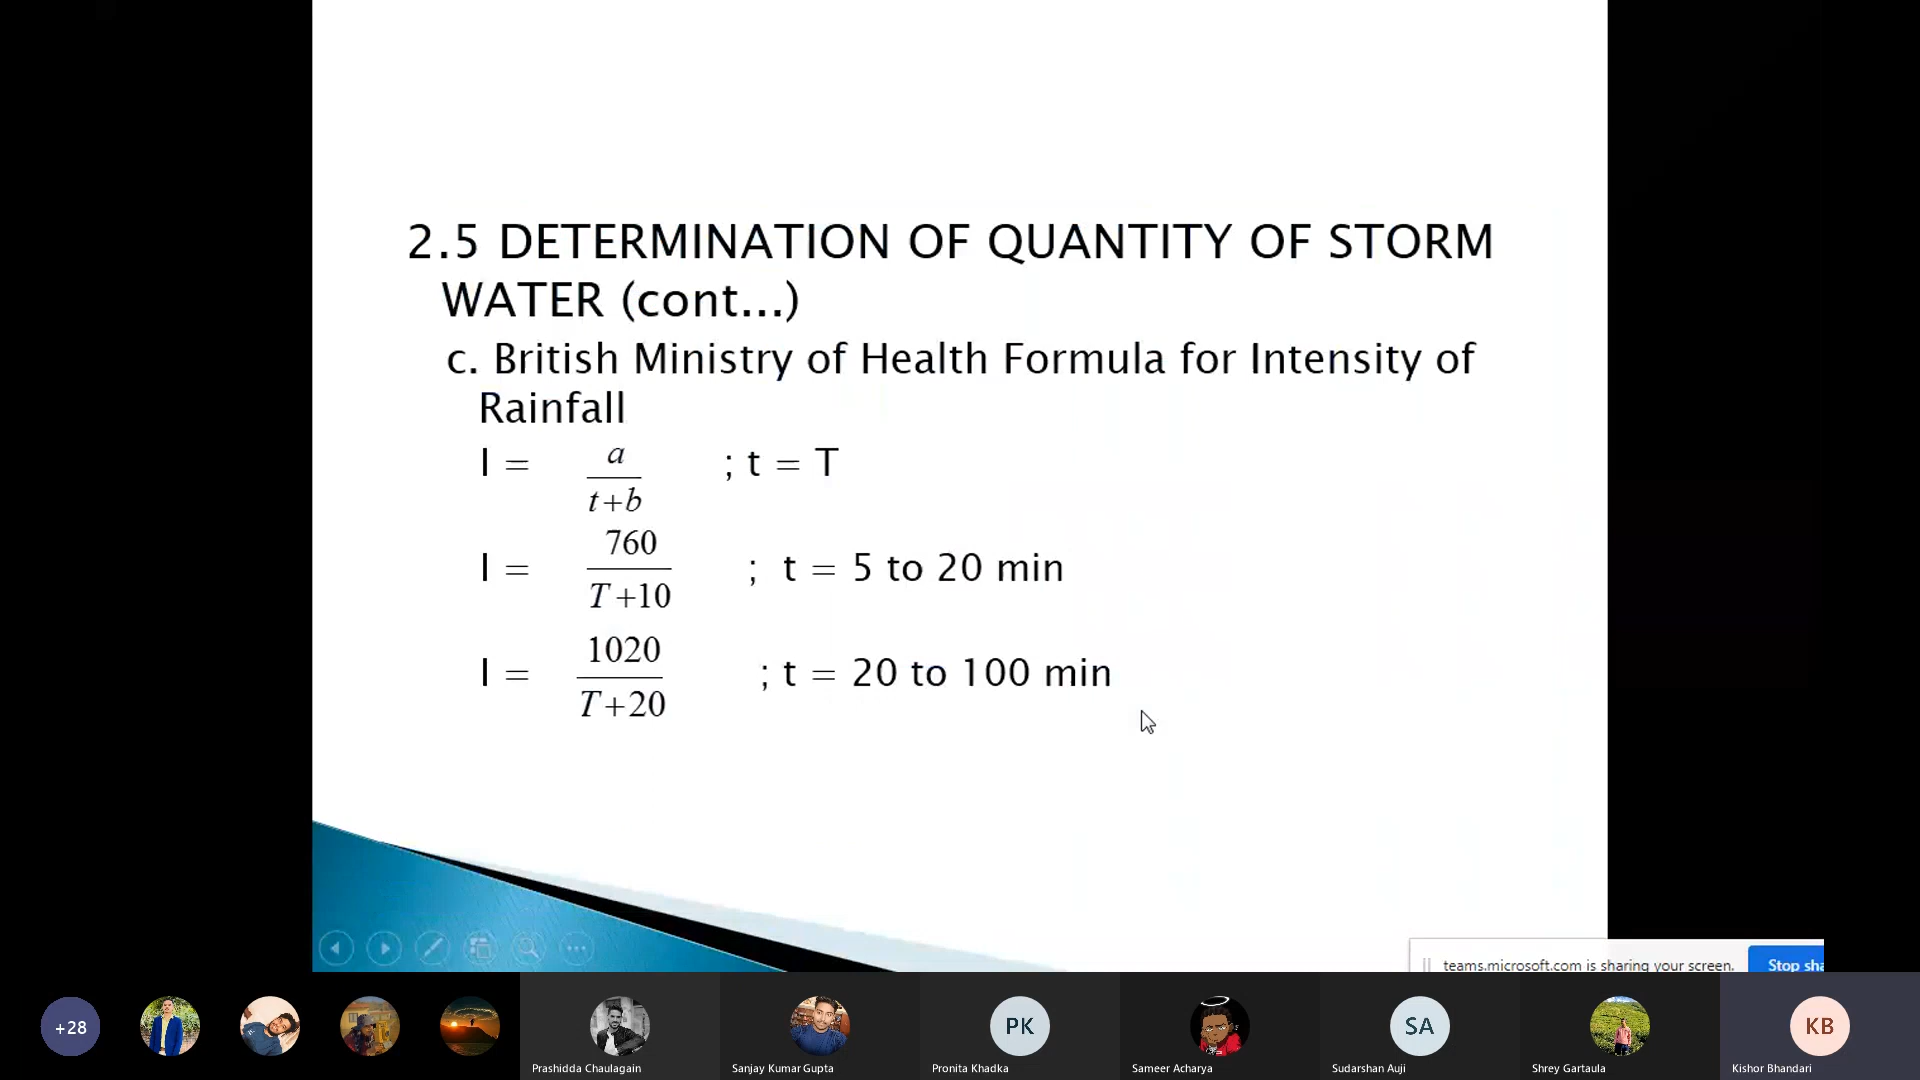 2.5 DETERMINATION OF QUANTITY OF STORM
WATER (cont...)
c. British Ministry of Health Formula for Intensity of
Rainfall
I = a / t+b ; t = T
I = 760 / T+10 ; t = 5 to 20 min
I = 1020 / T+20 ; t = 20 to 100 min
teams.microsoft.com is sharing your screen.
Stop sha
+28
PK
SA
KB
Prashidda Chaulagain
Sanjay Kumar Gupta
Pronita Khadka
Sameer Acharya
Sudarshan Auji
Shrey Gartaula
Kishor Bhandari